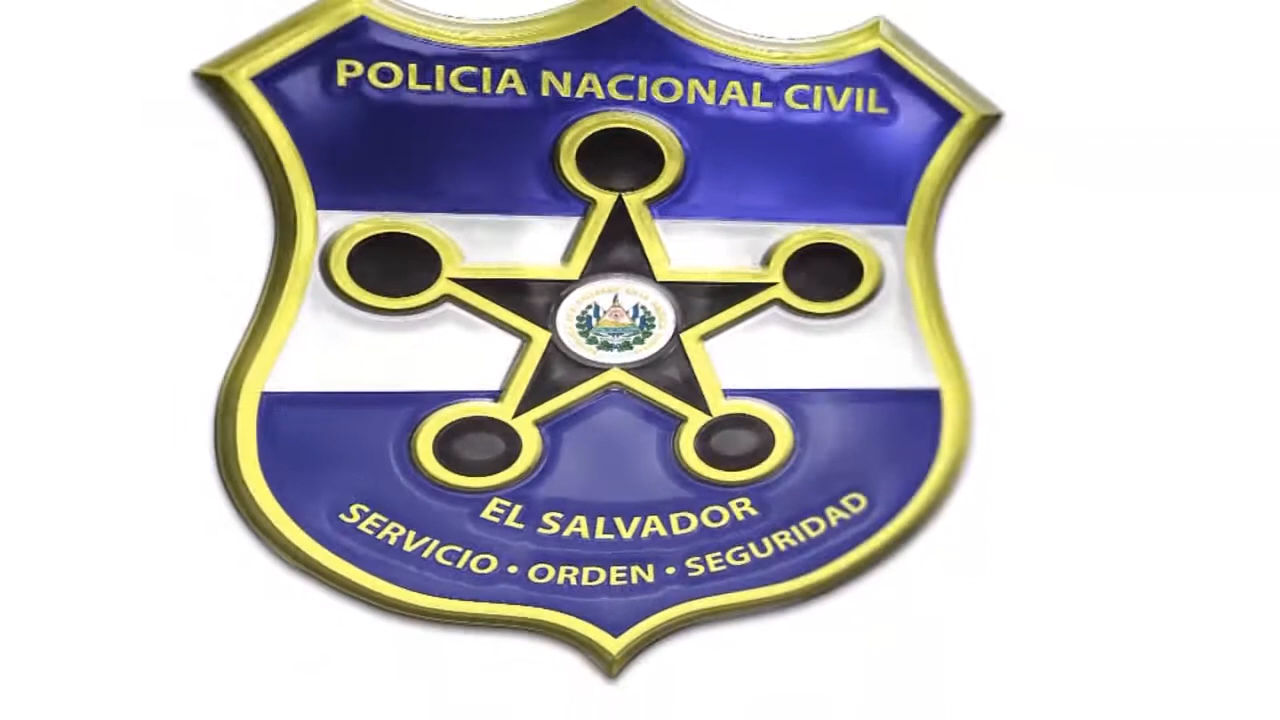 POLICIA NACIONAL CIVIL
EL SALVADOR
SERVICIO • ORDEN • SEGURIDAD